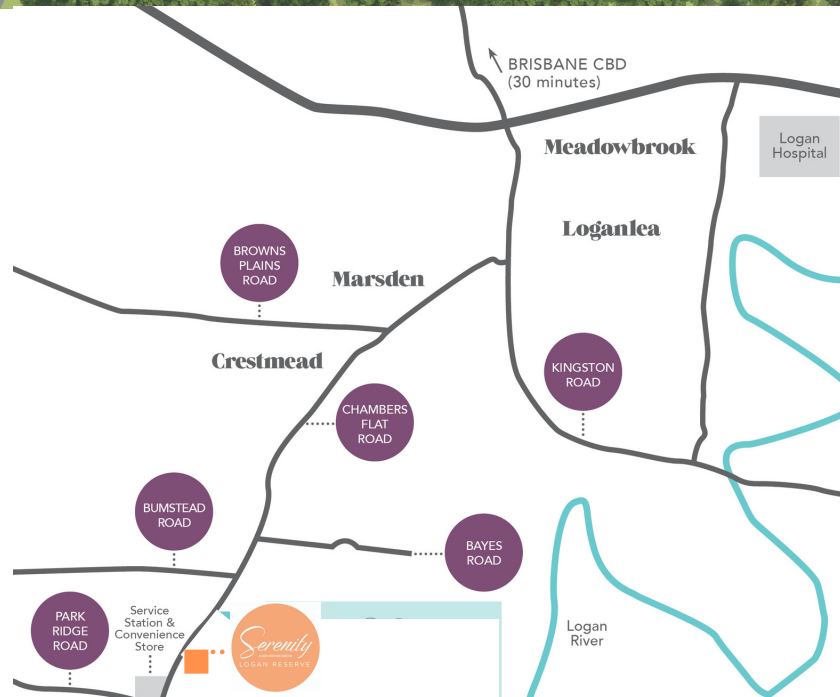 BRISBANE CBD
(30 minutes)
Meadowbrook
Logan
Hospital
Loganlea
BROWNS
PLAINS
ROAD
Marsden
Crestmead
KINGSTON
ROAD
CHAMBERS
FLAT
ROAD
BUMSTEAD
ROAD
BAYES
ROAD
PARK
RIDGE
ROAD
Service
Station &
Convenience
Store
Serenity
LOGAN RESERVE
Logan
River